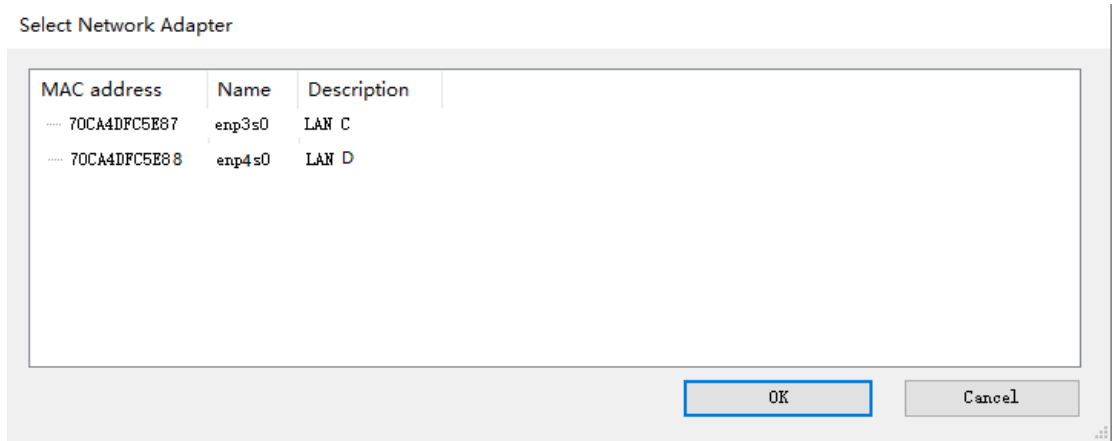 Select Network Adapter
MAC address Name Description
70CA4DFC5E87 enp3s0 LAN C
70CA4DFC5E88 enp4s0 LAN D
OK Cancel